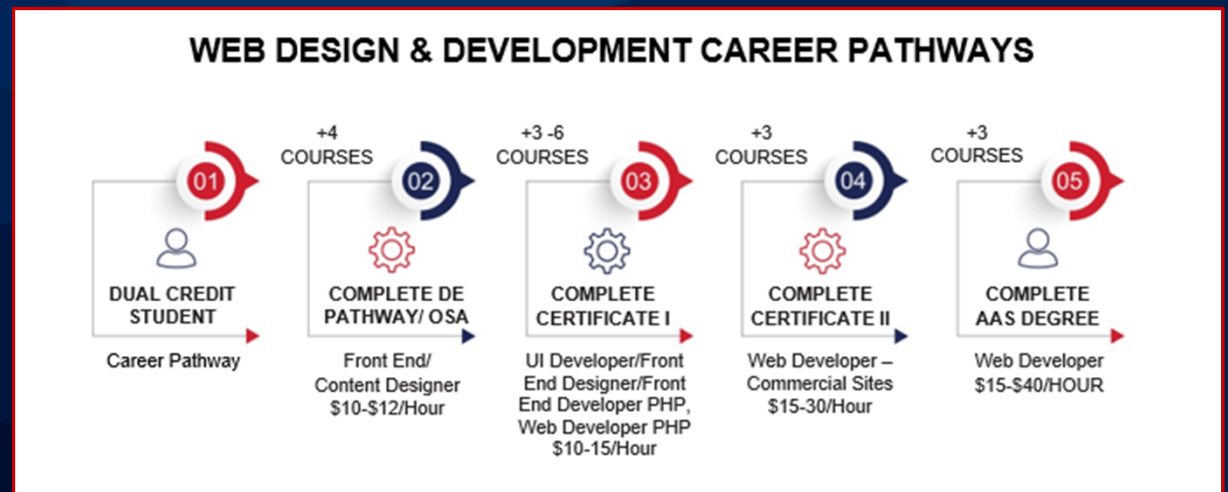 WEB DESIGN & DEVELOPMENT CAREER PATHWAYS
01
DUAL CREDIT
STUDENT
Career Pathway
+4
COURSES
02
COMPLETE DE
PATHWAY/ OSA
Front End/
Content Designer
$10-$12/Hour
+3 -6
COURSES
03
COMPLETE
CERTIFICATE I
UI Developer/Front
End Designer/Front
End Developer PHP,
Web Developer PHP
$10-15/Hour
+3
COURSES
04
COMPLETE
CERTIFICATE II
Web Developer –
Commercial Sites
$15-30/Hour
+3
COURSES
05
COMPLETE
AAS DEGREE
Web Developer
$15-$40/HOUR